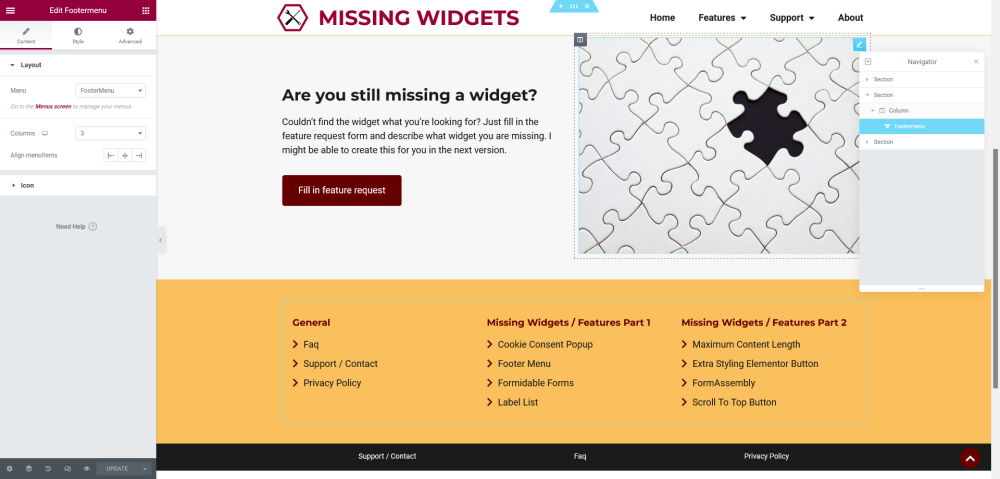 Edit Footermenu
Content
Style
Advanced
Layout
Menu
FooterMenu
Go to the Menus screen to manage your menus.
Columns
3
Align menuitems
Icon
Need Help
UPDATE
MISSING WIDGETS
Home
Features
Support
About
Are you still missing a widget?
Couldn't find the widget what you're looking for? Just fill in the
feature request form and describe what widget you are missing. I
might be able to create this for you in the next version.
Fill in feature request
Navigator
Section
Section
Column
Footermenu
Section
General
Faq
Support / Contact
Privacy Policy
Missing Widgets / Features Part 1
Cookie Consent Popup
Footer Menu
Formidable Forms
Label List
Missing Widgets / Features Part 2
Maximum Content Length
Extra Styling Elementor Button
FormAssembly
Scroll To Top Button
Support / Contact
Faq
Privacy Policy